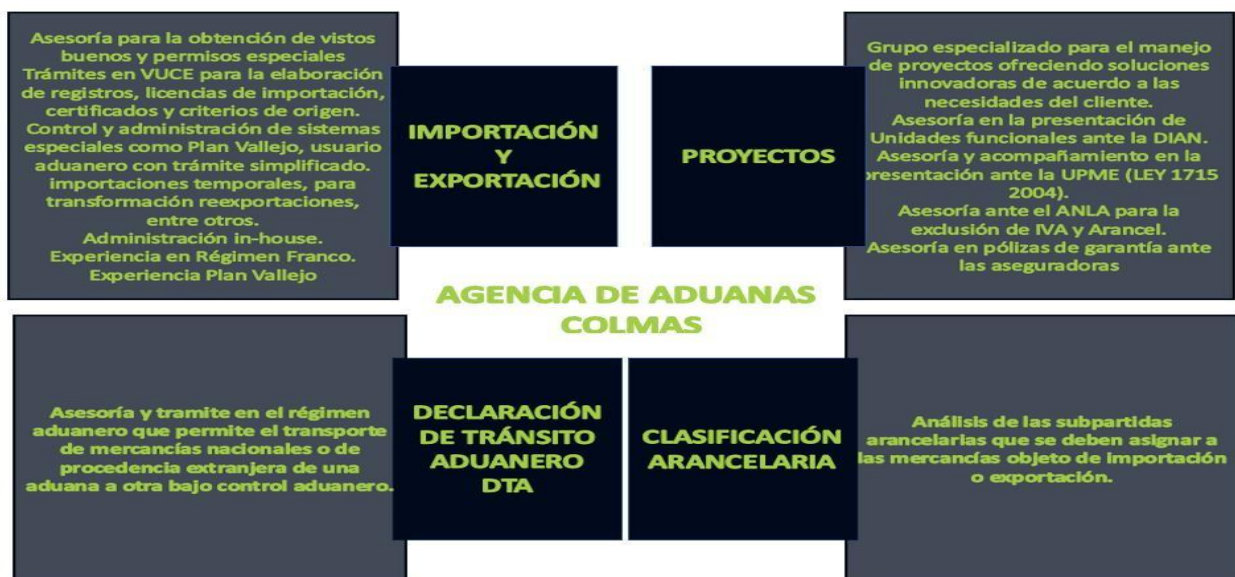 Asesoría para la obtención de vistos
buenos y permisos especiales
Trámites en VUCE para la elaboración
de registros, licencias de importación,
certificados y criterios de origen.
Control y administración de sistemas
especiales como Plan Vallejo, usuario
aduanero con trámite simplificado.
importaciones temporales, para
transformación reexportaciones,
entre otros.
Administración in-house.
Experiencia en Régimen Franco.
Experiencia Plan Vallejo
IMPORTACIÓN
Y
EXPORTACIÓN
PROYECTOS
Grupo especializado para el manejo
de proyectos ofreciendo soluciones
innovadoras de acuerdo a las
necesidades del cliente.
Asesoría en la presentación de
Unidades funcionales ante la DIAN.
Asesoría y acompañamiento en la
presentación ante la UPME (LEY 1715
2004).
Asesoría ante el ANLA para la
exclusión de IVA y Arancel.
Asesoría en pólizas de garantía ante
las aseguradoras
AGENCIA DE ADUANAS
COLMAS
Asesoría y tramite en el régimen
aduanero que permite el transporte
de mercancías nacionales o de
procedencia extranjera de una
aduana a otra bajo control aduanero.
DECLARACIÓN
DE TRÁNSITO
ADUANERO
DTA
CLASIFICACIÓN
ARANCELARIA
Análisis de las subpartidas
arancelarias que se deben asignar a
las mercancías objeto de importación
o exportación.